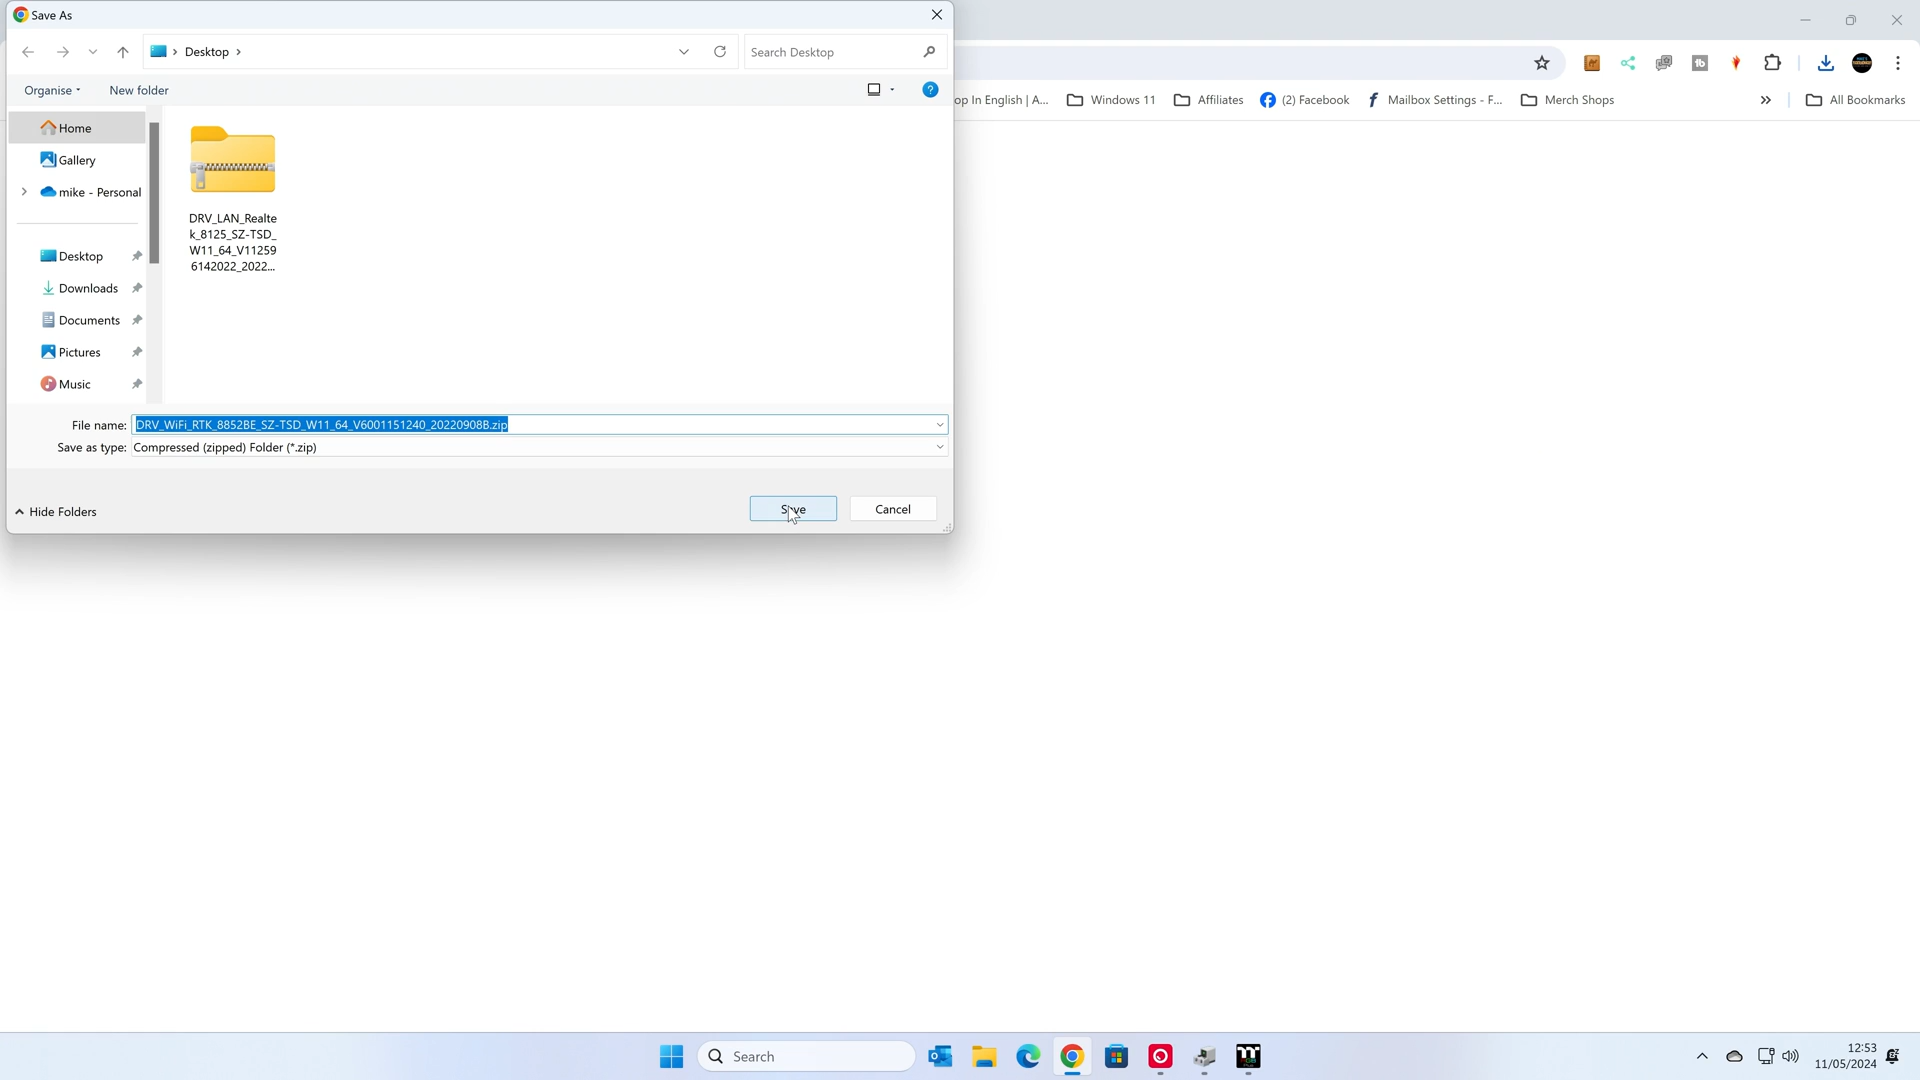 Save As
Desktop
Search Desktop
Organise
New folder
Home
Gallery
mike - Personal
Desktop
Downloads
Documents
Pictures
Music
DRV_LAN_Realte
k_8125_SZ-TSD_
W11_64_V11259
6142022_2022...
File name: DRV_WiFi_RTK_8852BE_SZ-TSD_W11_64_V6001151240_20220908B.zip
Save as type: Compressed (zipped) Folder (*.zip)
Hide Folders
Save
Cancel
op In English | A...
Windows 11
Affiliates
(2) Facebook
Mailbox Settings - F...
Merch Shops
All Bookmarks
Search
12:53
11/05/2024